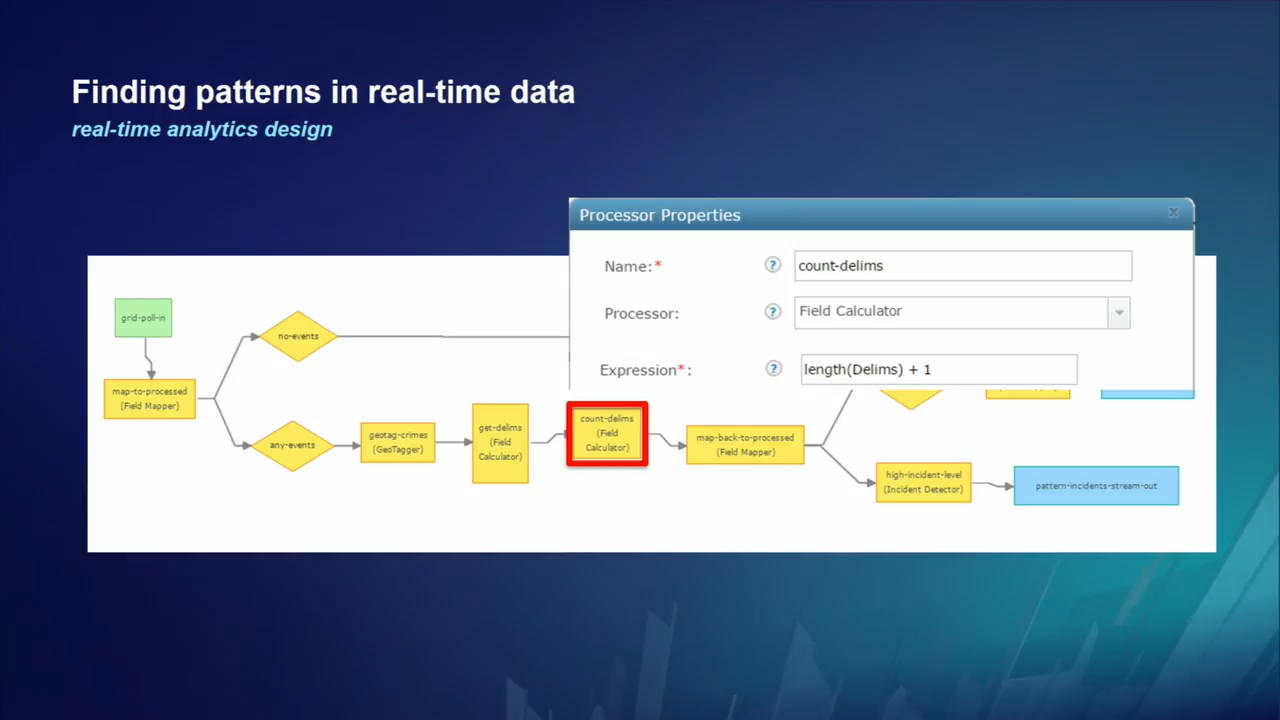 Finding patterns in real-time data
real-time analytics design
Processor Properties
Name:*
?
count-delims
Processor:
?
Field Calculator
Expression*:
?
length(Delims) + 1
grid-poll-in
no-events
map-to-processed
(Field Mapper)
any-events
geotag-crimes
(GeoTagger)
get-delims
(Field
Calculator)
count-delims
(Field
Calculator)
map-back-to-processed
(Field Mapper)
high-incident-level
(Incident Detector)
pattern-incidents-stream-out